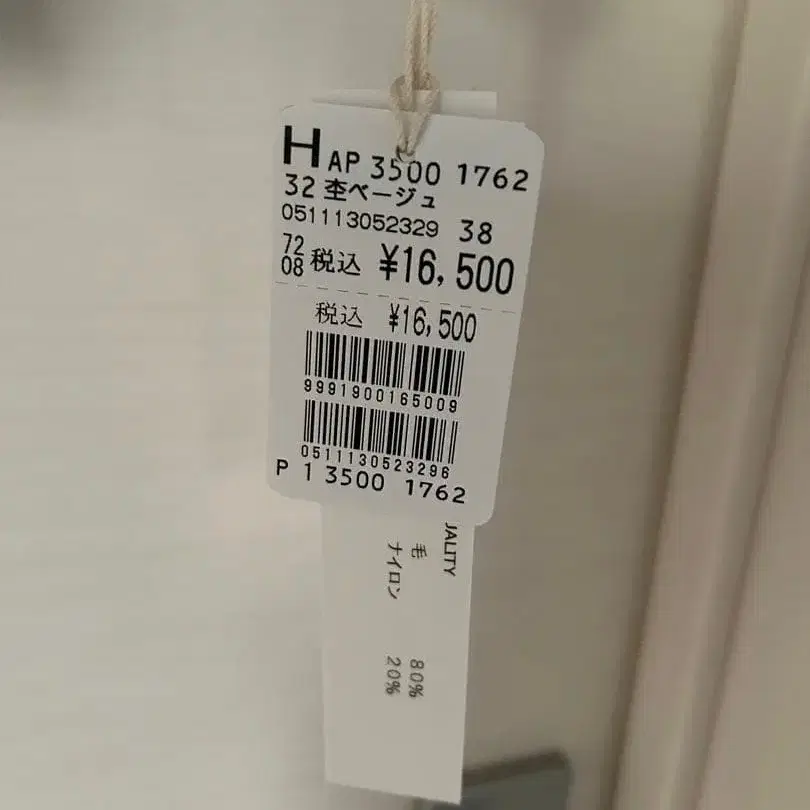 H AP 3500 1762
32 杢ベージュ
051113052329 38
72
08 税込 ¥16,500
税込 ¥16,500
9991900165009
0511130523296
P 1 3500 1762
JALITY
毛 80%
ナイロン 20%